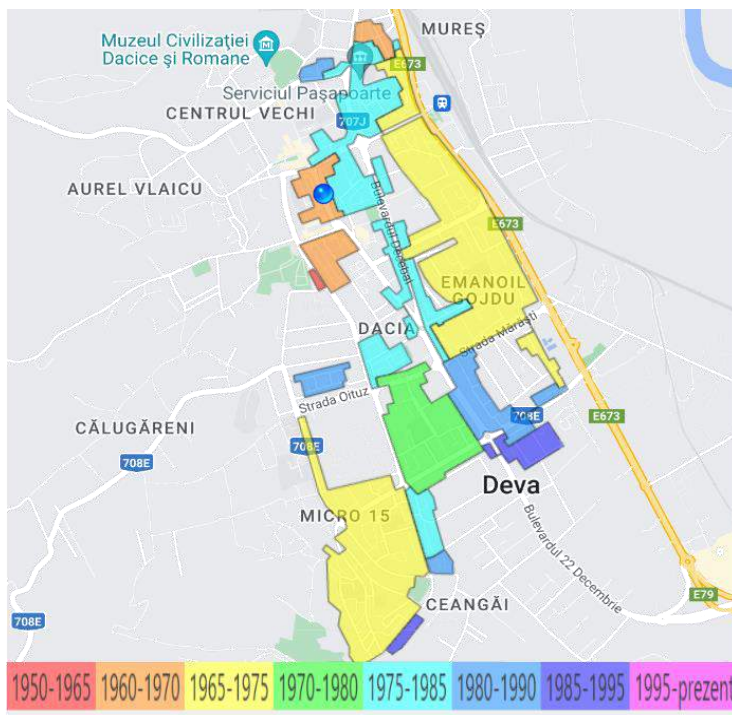 MUREȘ
Muzeul Civilizației
Dacice și Romane
E673
Serviciul Pașapoarte
CENTRUL VECHI
707J
AUREL VLAICU
Bulevardul Decebal
E673
EMANOIL
GOJDU
DACIA
Strada Mărăști
Strada Oituz
708E
E673
CĂLUGĂRENI
708E
708E
Deva
MICRO 15
Bulevardul 22 Decembrie
CEANGĂI
E79
708E
1950-1965 1960-1970 1965-1975 1970-1980 1975-1985 1980-1990 1985-1995 1995-prezent